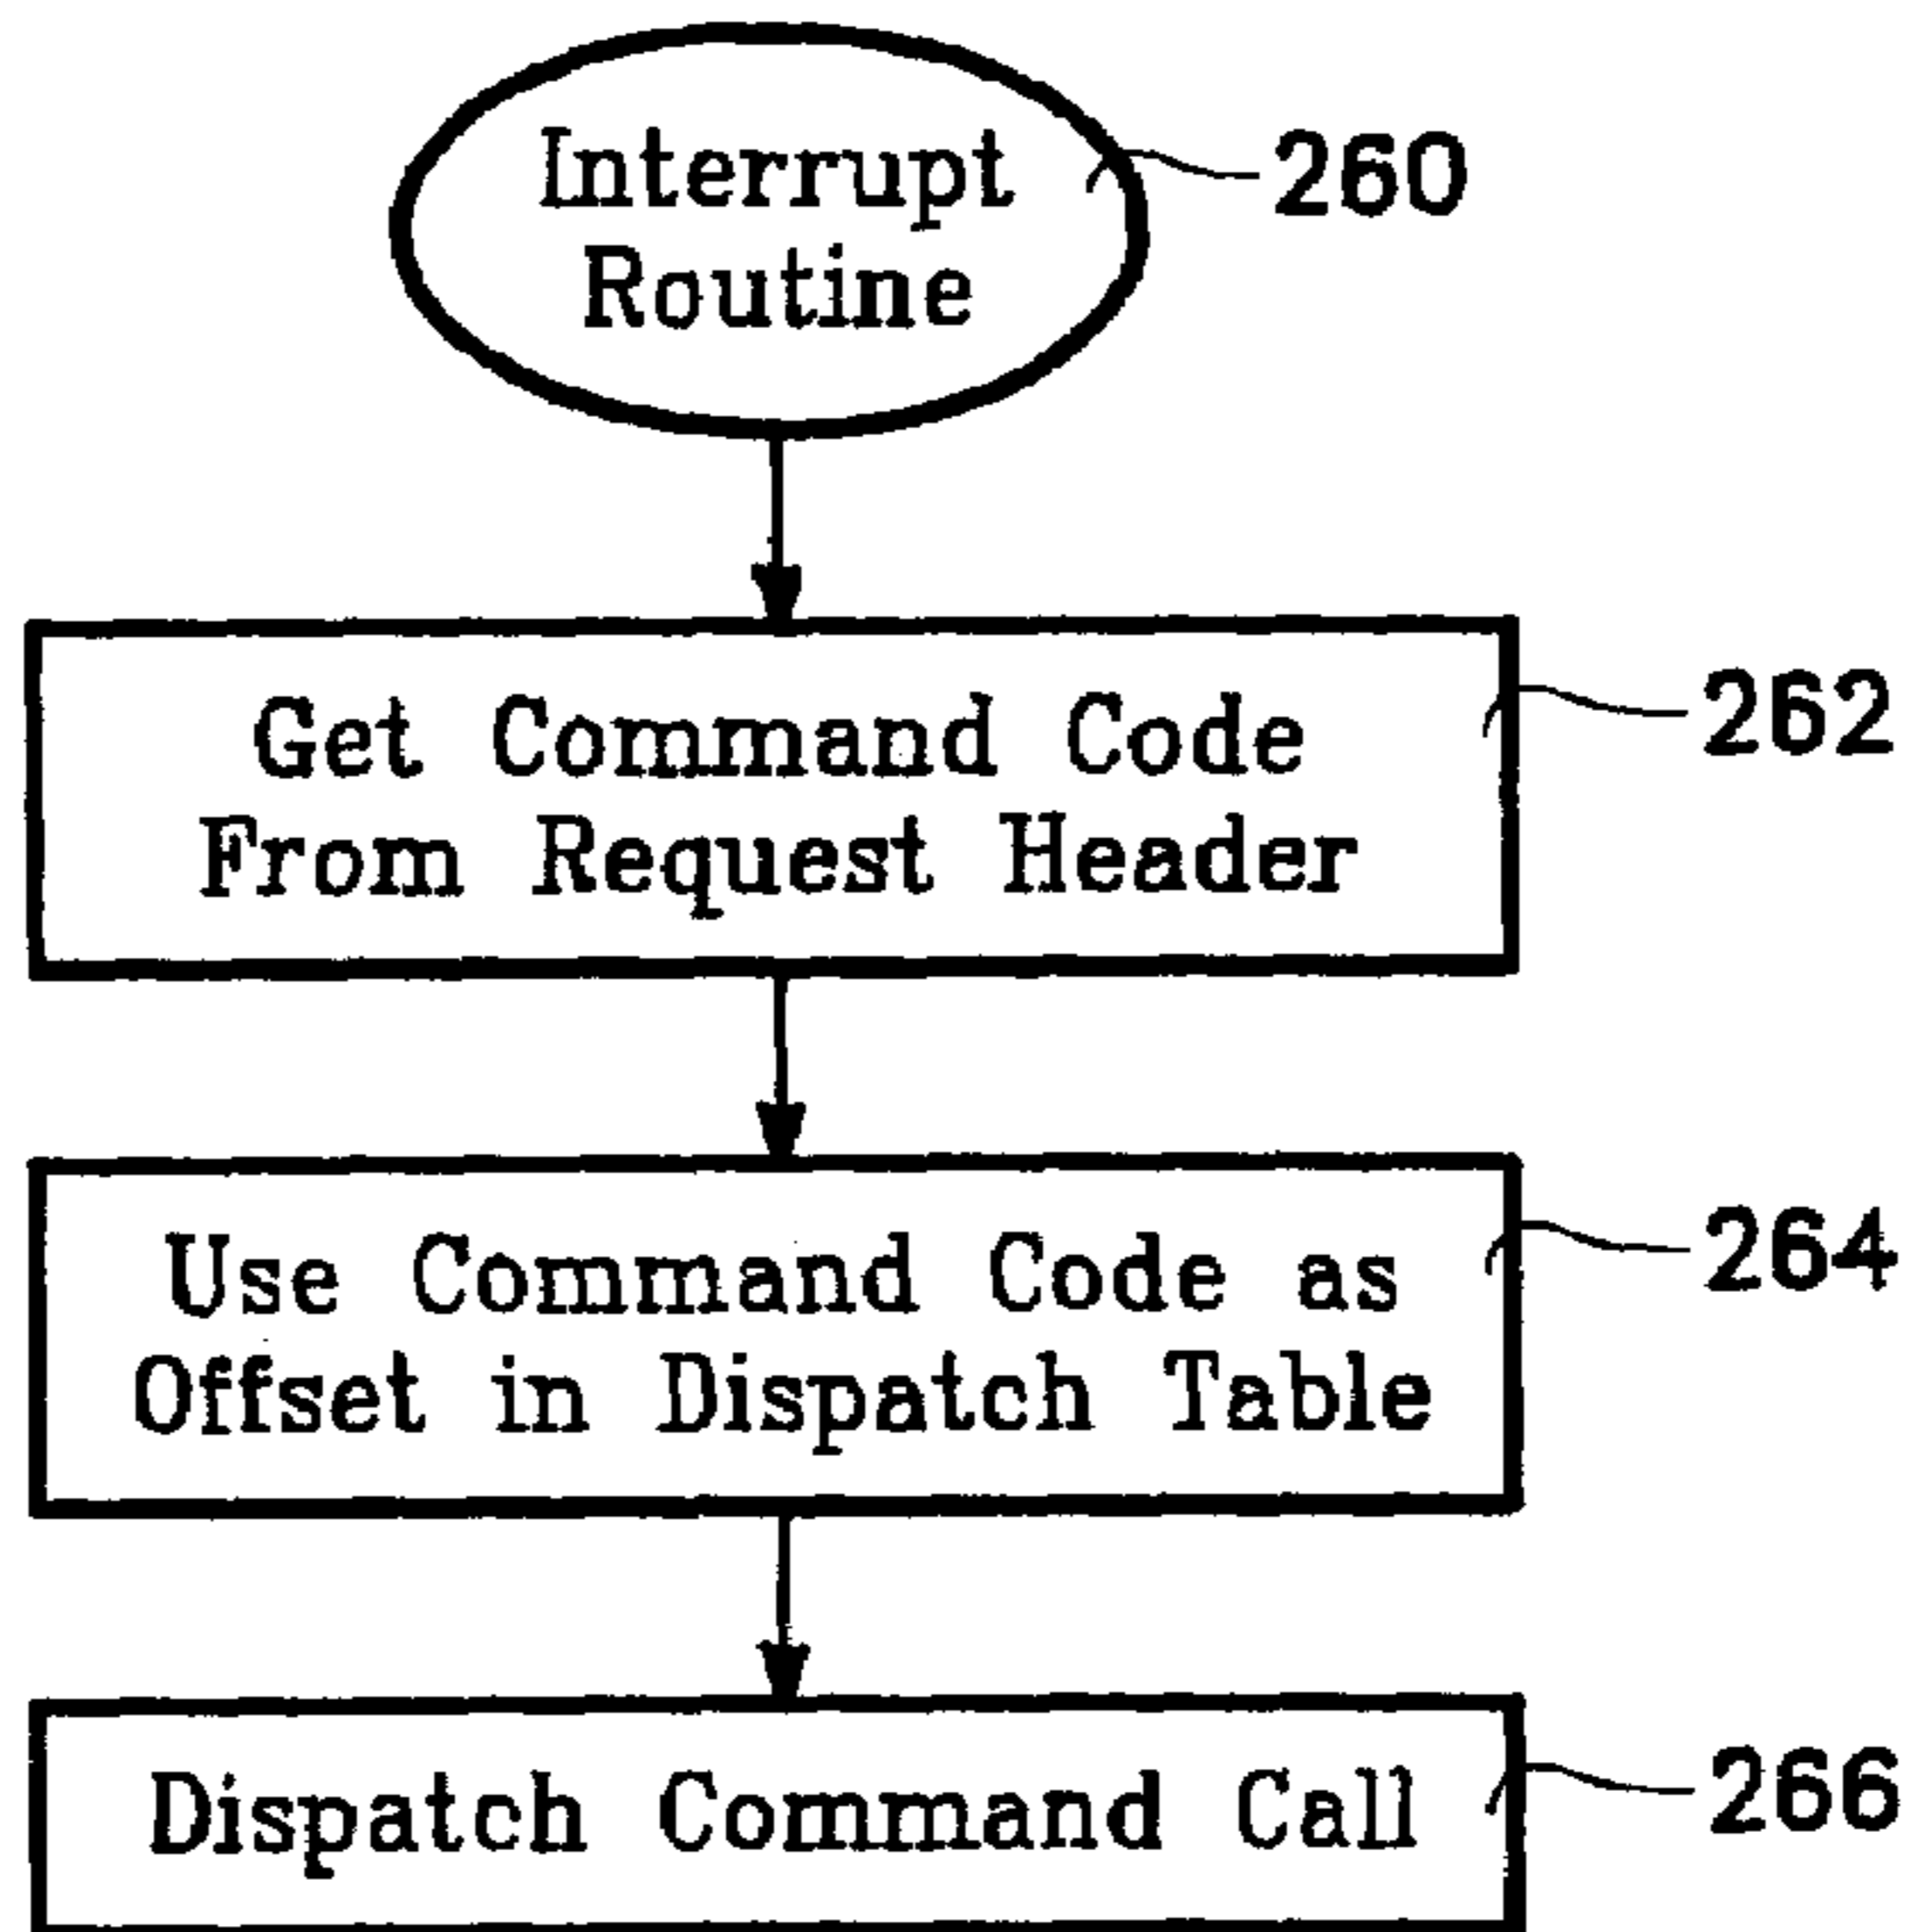 Interrupt
Routine
260
Get Command Code
From Request Header
262
Use Command Code as
Offset in Dispatch Table
264
Dispatch Command Call
266